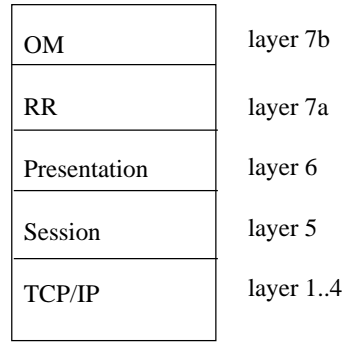 OM layer 7b
RR layer 7a
Presentation layer 6
Session layer 5
TCP/IP layer 1..4